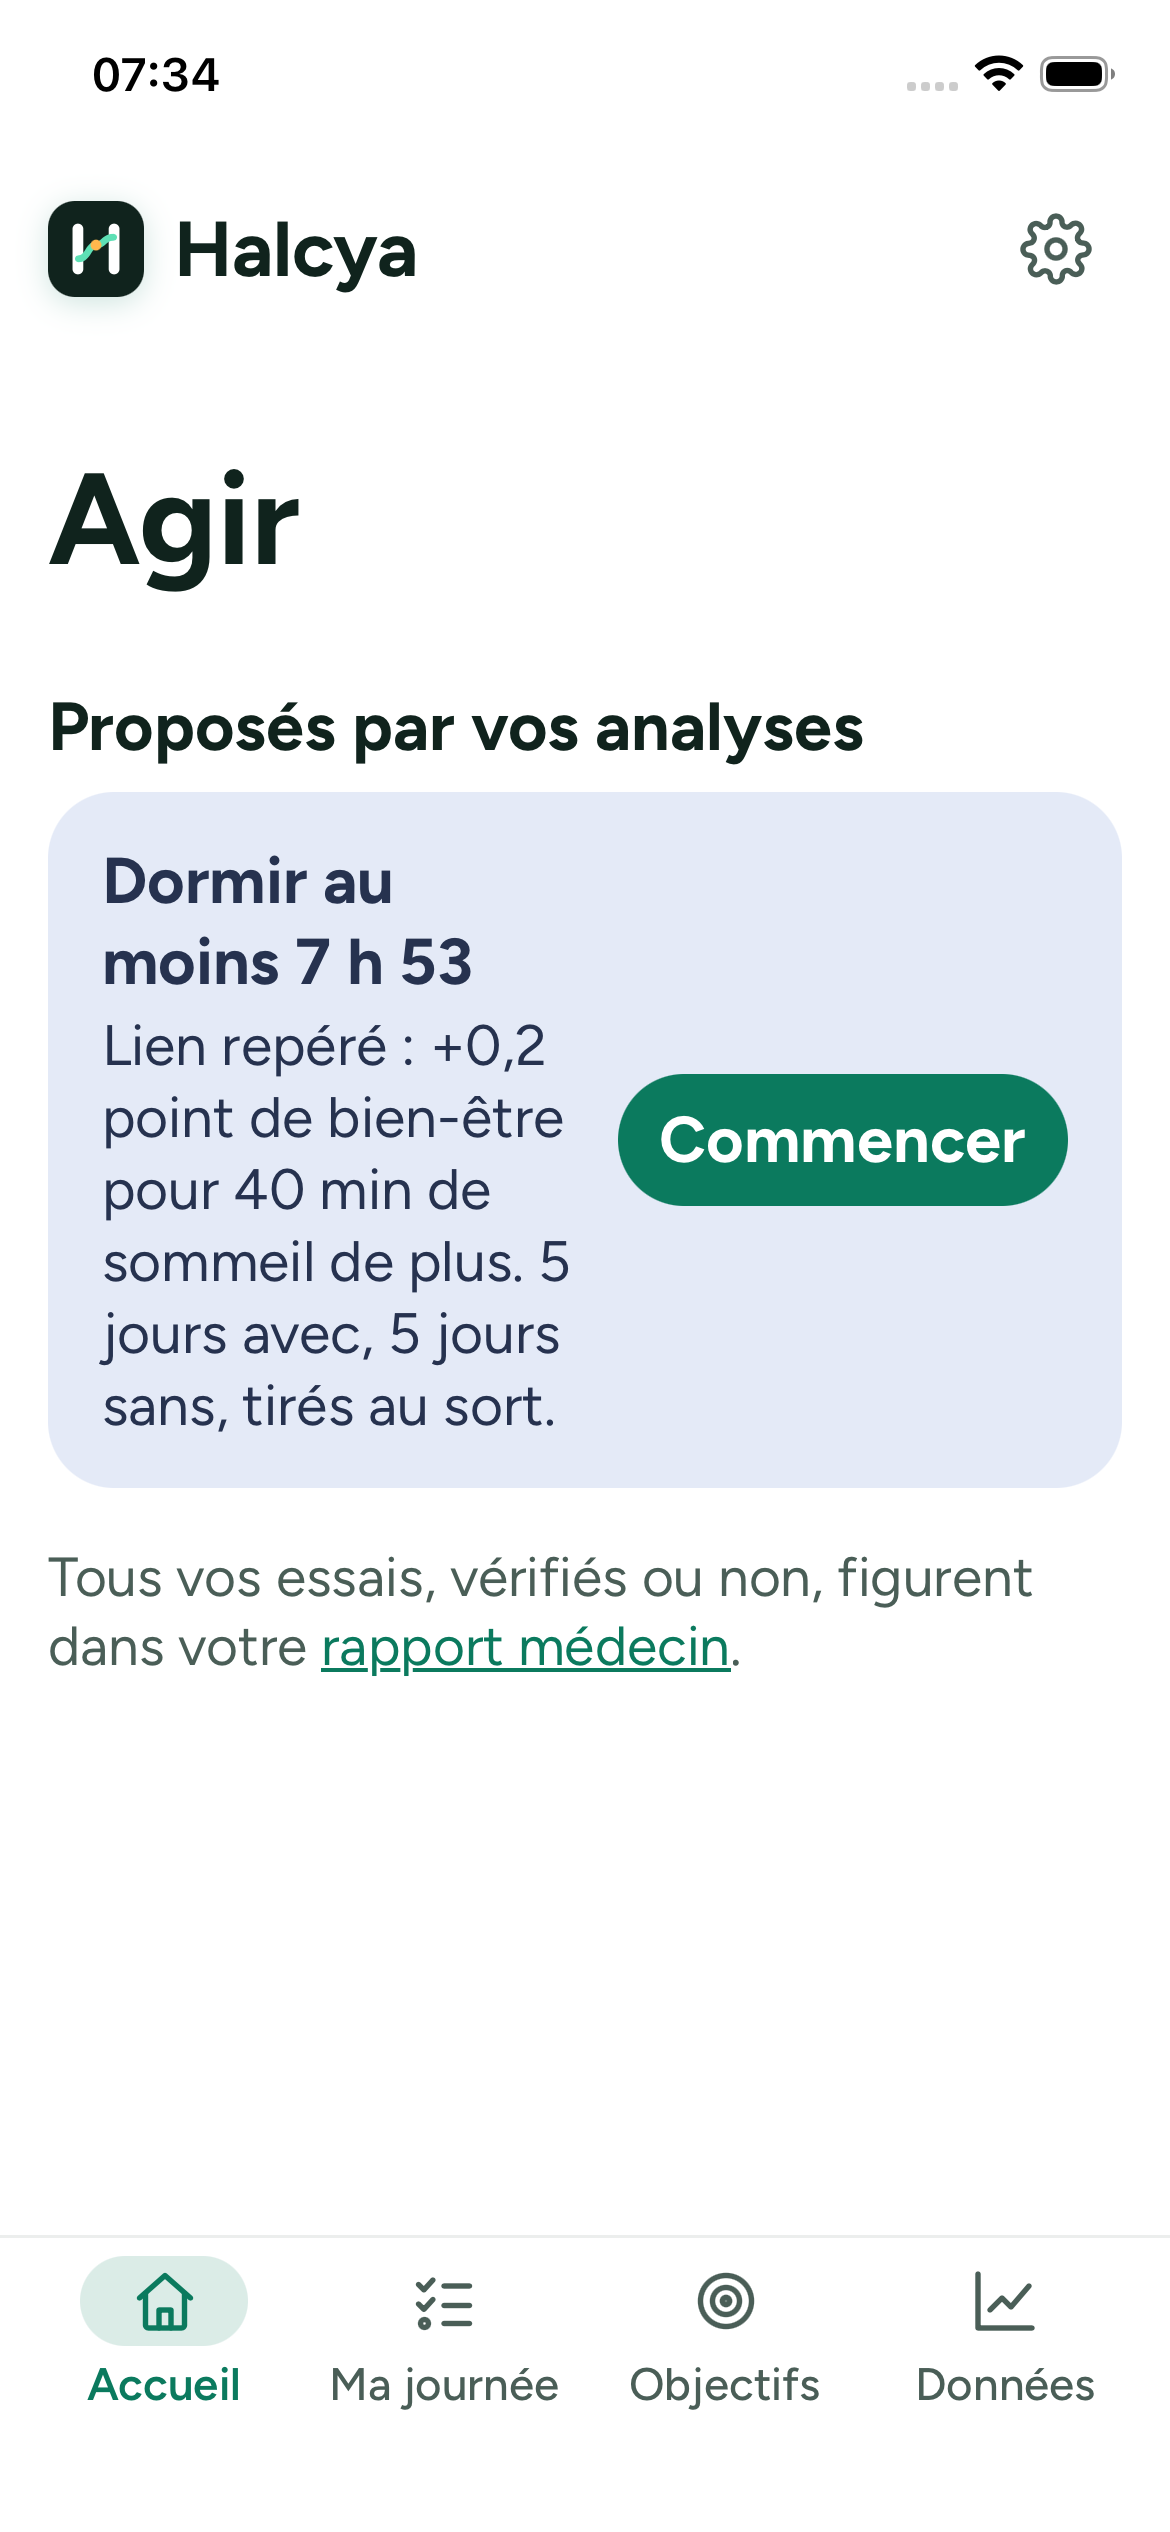 07:34
Halcya
Agir
Proposés par vos analyses
Dormir au
moins 7 h 53
Lien repéré : +0,2
point de bien-être
pour 40 min de
sommeil de plus. 5
jours avec, 5 jours
sans, tirés au sort.
Commencer
Tous vos essais, vérifiés ou non, figurent
dans votre rapport médecin.
Accueil
Ma journée
Objectifs
Données